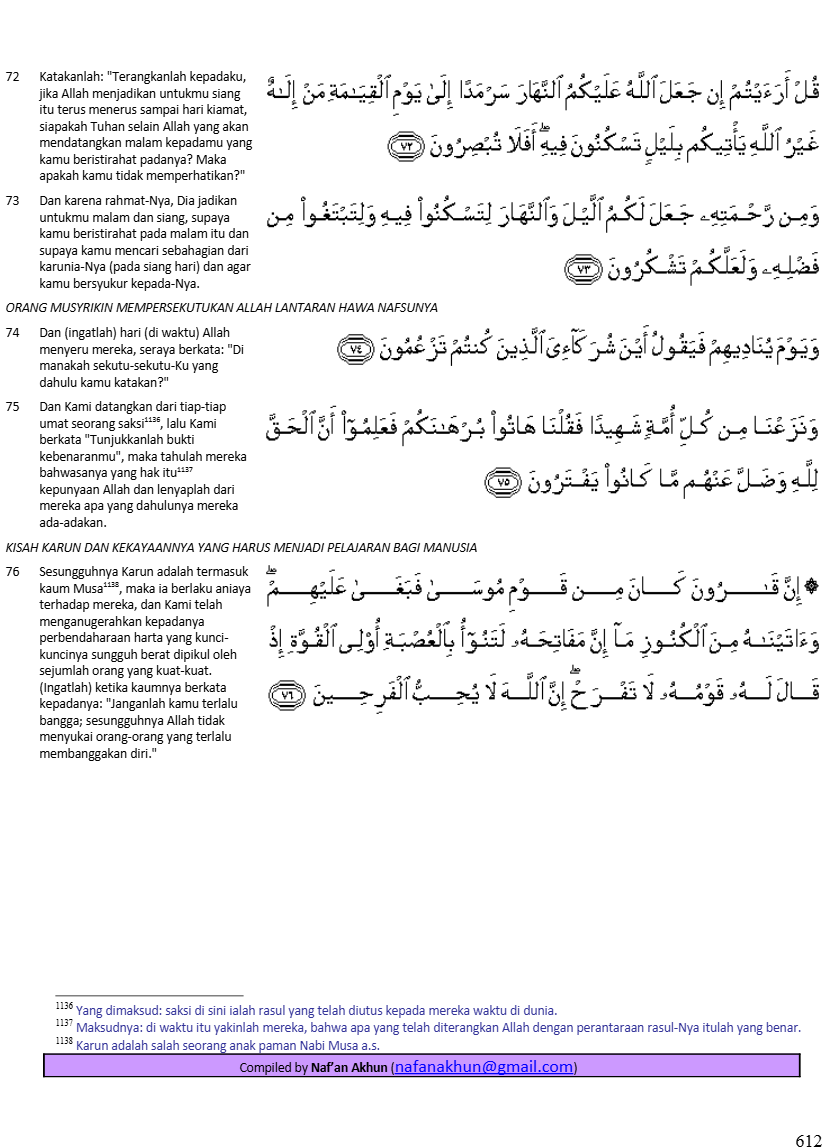 72 Katakanlah: "Terangkanlah kepadaku,
jika Allah menjadikan untukmu siang
itu terus menerus sampai hari kiamat,
siapakah Tuhan selain Allah yang akan
mendatangkan malam kepadamu yang
kamu beristirahat padanya? Maka
apakah kamu tidak memperhatikan?"
قُلْ أَرَءَيْتُمْ إِن جَعَلَ ٱللَّهُ عَلَيْكُمُ ٱلنَّهَارَ سَرْمَدًا إِلَىٰ يَوْمِ ٱلْقِيَـٰمَةِ مَنْ إِلَـٰهٌ
غَيْرُ ٱللَّهِ يَأْتِيكُم بِلَيْلٍ تَسْكُنُونَ فِيهِ ۖ أَفَلَا تُبْصِرُونَ ٧٢
73 Dan karena rahmat-Nya, Dia jadikan
untukmu malam dan siang, supaya
kamu beristirahat pada malam itu dan
supaya kamu mencari sebahagian dari
karunia-Nya (pada siang hari) dan agar
kamu bersyukur kepada-Nya.
وَمِن رَّحْمَتِهِۦ جَعَلَ لَكُمُ ٱلَّيْلَ وَٱلنَّهَارَ لِتَسْكُنُوا۟ فِيهِ وَلِتَبْتَغُوا۟ مِن
فَضْلِهِۦ وَلَعَلَّكُمْ تَشْكُرُونَ ٧٣
ORANG MUSYRIKIN MEMPERSEKUTUKAN ALLAH LANTARAN HAWA NAFSUNYA
74 Dan (ingatlah) hari (di waktu) Allah
menyeru mereka, seraya berkata: "Di
manakah sekutu-sekutu-Ku yang
dahulu kamu katakan?"
وَيَوْمَ يُنَادِيهِمْ فَيَقُولُ أَيْنَ شُرَكَآءِىَ ٱلَّذِينَ كُنتُمْ تَزْعُمُونَ ٧٤
75 Dan Kami datangkan dari tiap-tiap
umat seorang saksi1136, lalu Kami
berkata "Tunjukkanlah bukti
kebenaranmu", maka tahulah mereka
bahwasanya yang hak itu1137
kepunyaan Allah dan lenyaplah dari
mereka apa yang dahulunya mereka
ada-adakan.
وَنَزَعْنَا مِن كُلِّ أُمَّةٍ شَهِيدًا فَقُلْنَا هَاتُوا۟ بُرْهَـٰنَكُمْ فَعَلِمُوٓا۟ أَنَّ ٱلْحَقَّ
لِلَّهِ وَضَلَّ عَنْهُم مَّا كَانُوا۟ يَفْتَرُونَ ٧٥
KISAH KARUN DAN KEKAYAANNYA YANG HARUS MENJADI PELAJARAN BAGI MANUSIA
76 Sesungguhnya Karun adalah termasuk
kaum Musa1138, maka ia berlaku aniaya
terhadap mereka, dan Kami telah
menganugerahkan kepadanya
perbendaharaan harta yang kunci-
kuncinya sungguh berat dipikul oleh
sejumlah orang yang kuat-kuat.
(Ingatlah) ketika kaumnya berkata
kepadanya: "Janganlah kamu terlalu
bangga; sesungguhnya Allah tidak
menyukai orang-orang yang terlalu
membanggakan diri."
۞ إِنَّ قَـٰرُونَ كَانَ مِن قَوْمِ مُوسَىٰ فَبَغَىٰ عَلَيْهِمْ ۖ
وَءَاتَيْنَـٰهُ مِنَ ٱلْكُنُوزِ مَآ إِنَّ مَفَاتِحَهُۥ لَتَنُوٓأُ بِٱلْعُصْبَةِ أُو۟لِى ٱلْقُوَّةِ إِذْ
قَالَ لَهُۥ قَوْمُهُۥ لَا تَفْرَحْ ۖ إِنَّ ٱللَّهَ لَا يُحِبُّ ٱلْفَرِحِينَ ٧٦
1136 Yang dimaksud: saksi di sini ialah rasul yang telah diutus kepada mereka waktu di dunia.
1137 Maksudnya: di waktu itu yakinlah mereka, bahwa apa yang telah diterangkan Allah dengan perantaraan rasul-Nya itulah yang benar.
1138 Karun adalah salah seorang anak paman Nabi Musa a.s.
Compiled by Naf'an Akhun (nafanakhun@gmail.com)
612